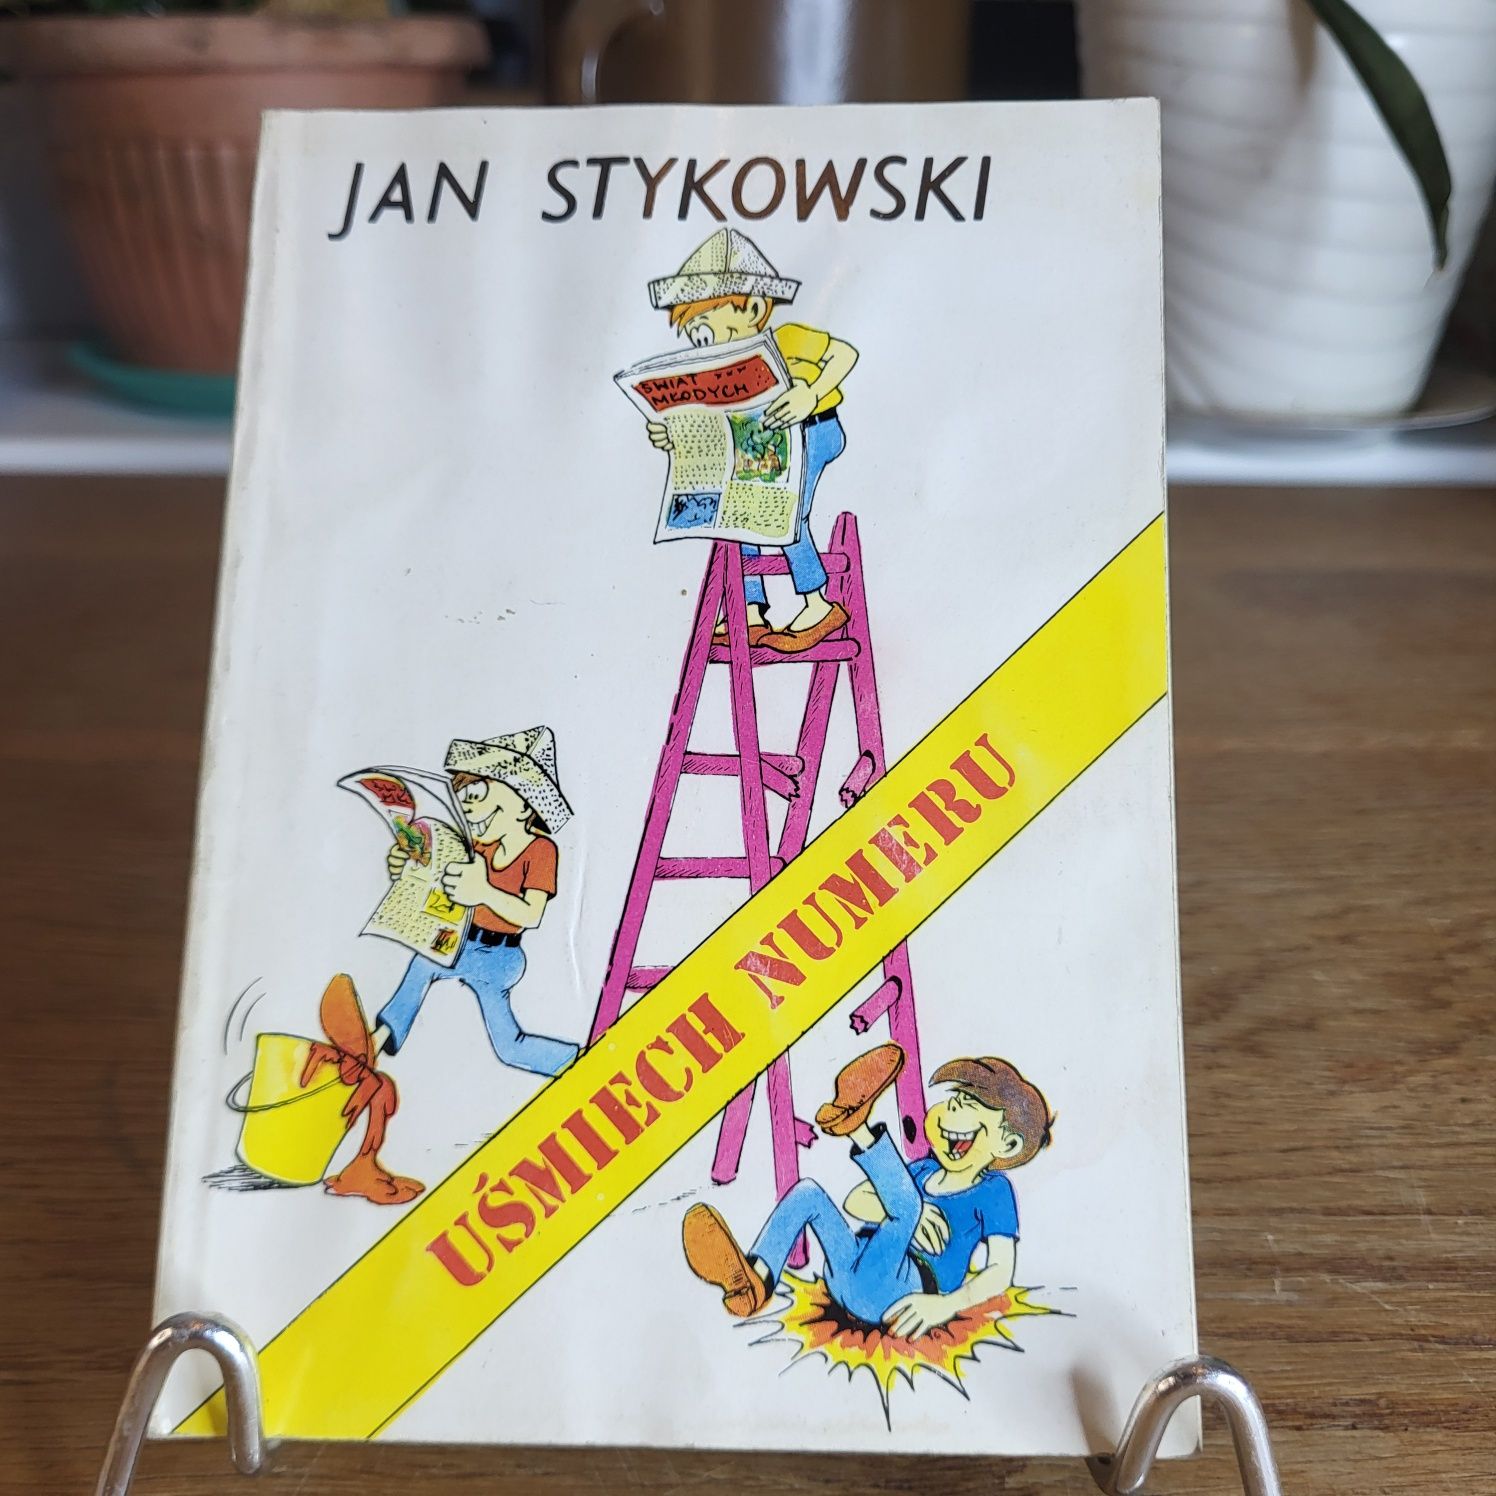 JAN STYKOWSKI
ŚWIAT
MŁODYCH
UŚMIECH NUMERU